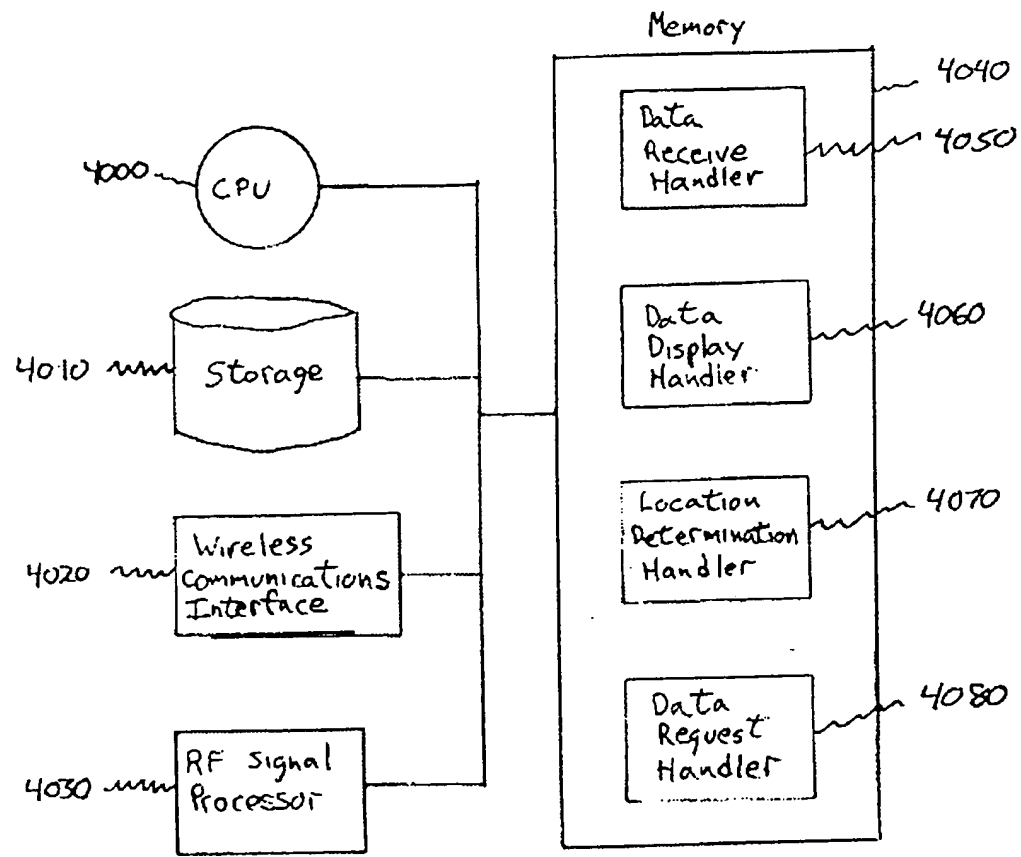 Memory
4040
Data
Receive
Handler
4050
4000
CPU
Data
Display
Handler
4060
4010
Storage
Location
Determination
Handler
4070
4020
Wireless
Communications
Interface
Data
Request
Handler
4080
4030
RF Signal
Processor